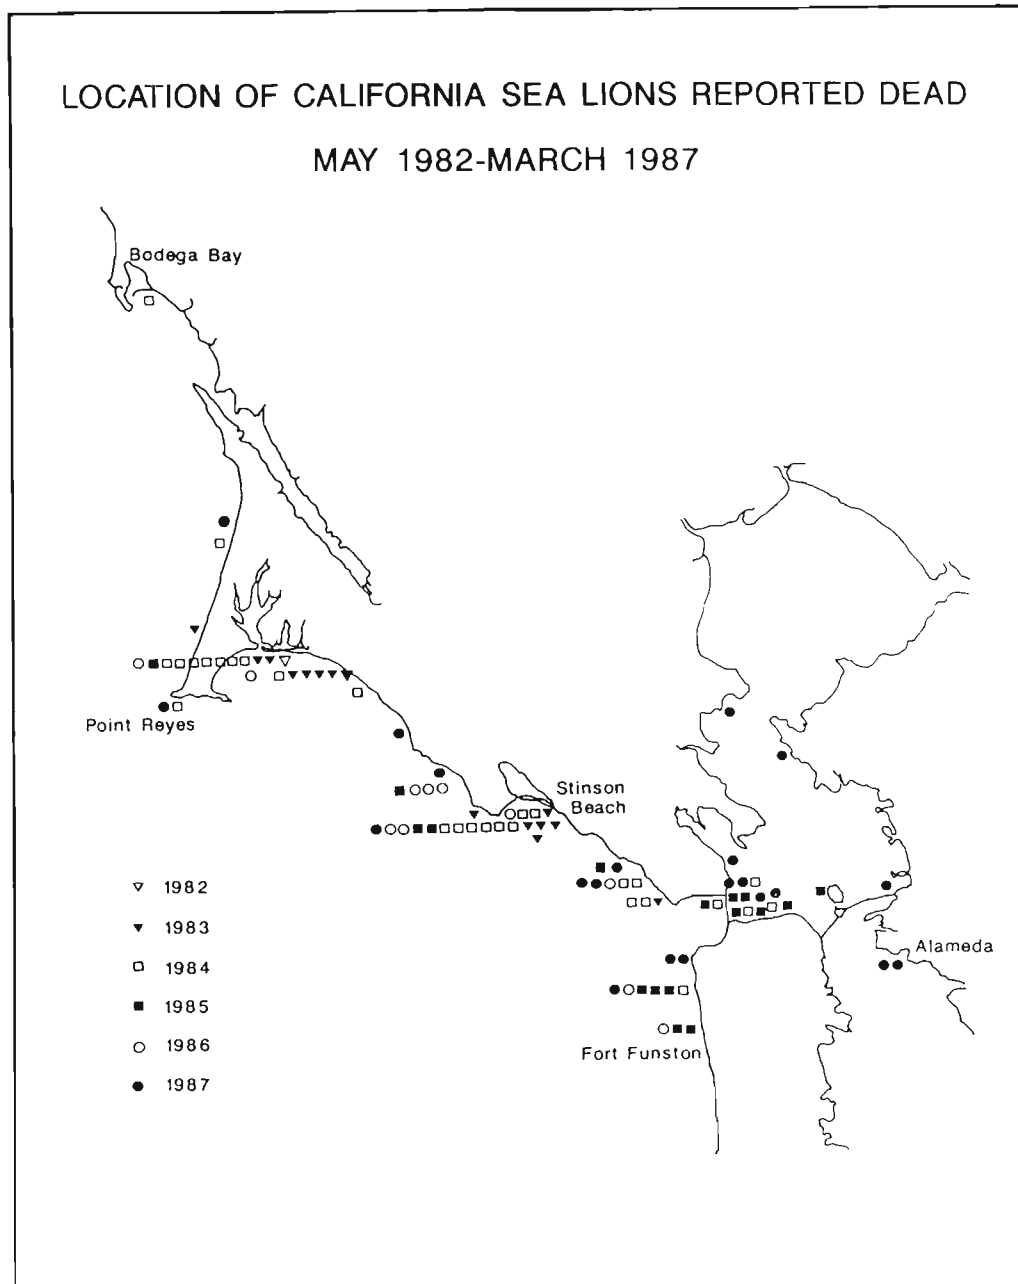 LOCATION OF CALIFORNIA SEA LIONS REPORTED DEAD
MAY 1982-MARCH 1987
Bodega Bay
Point Reyes
Stinson
Beach
1982
1983
1984
1985
1986
1987
Alameda
Fort Funston